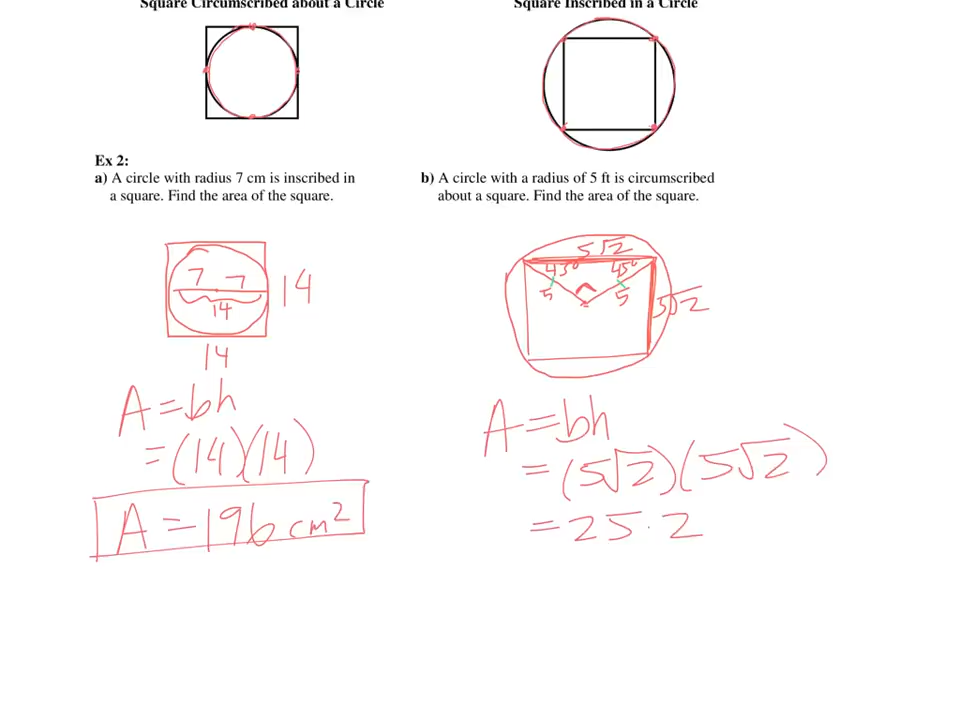 Square Circumscribed about a Circle
Square Inscribed in a Circle
Ex 2:
a) A circle with radius 7 cm is inscribed in
a square. Find the area of the square.
7 7
14
14
14
A = bh
= (14)(14)
A = 196 cm²
b) A circle with a radius of 5 ft is circumscribed
about a square. Find the area of the square.
5√2
45° 45°
5 5
5√2
A = bh
= (5√2)(5√2)
= 25·2